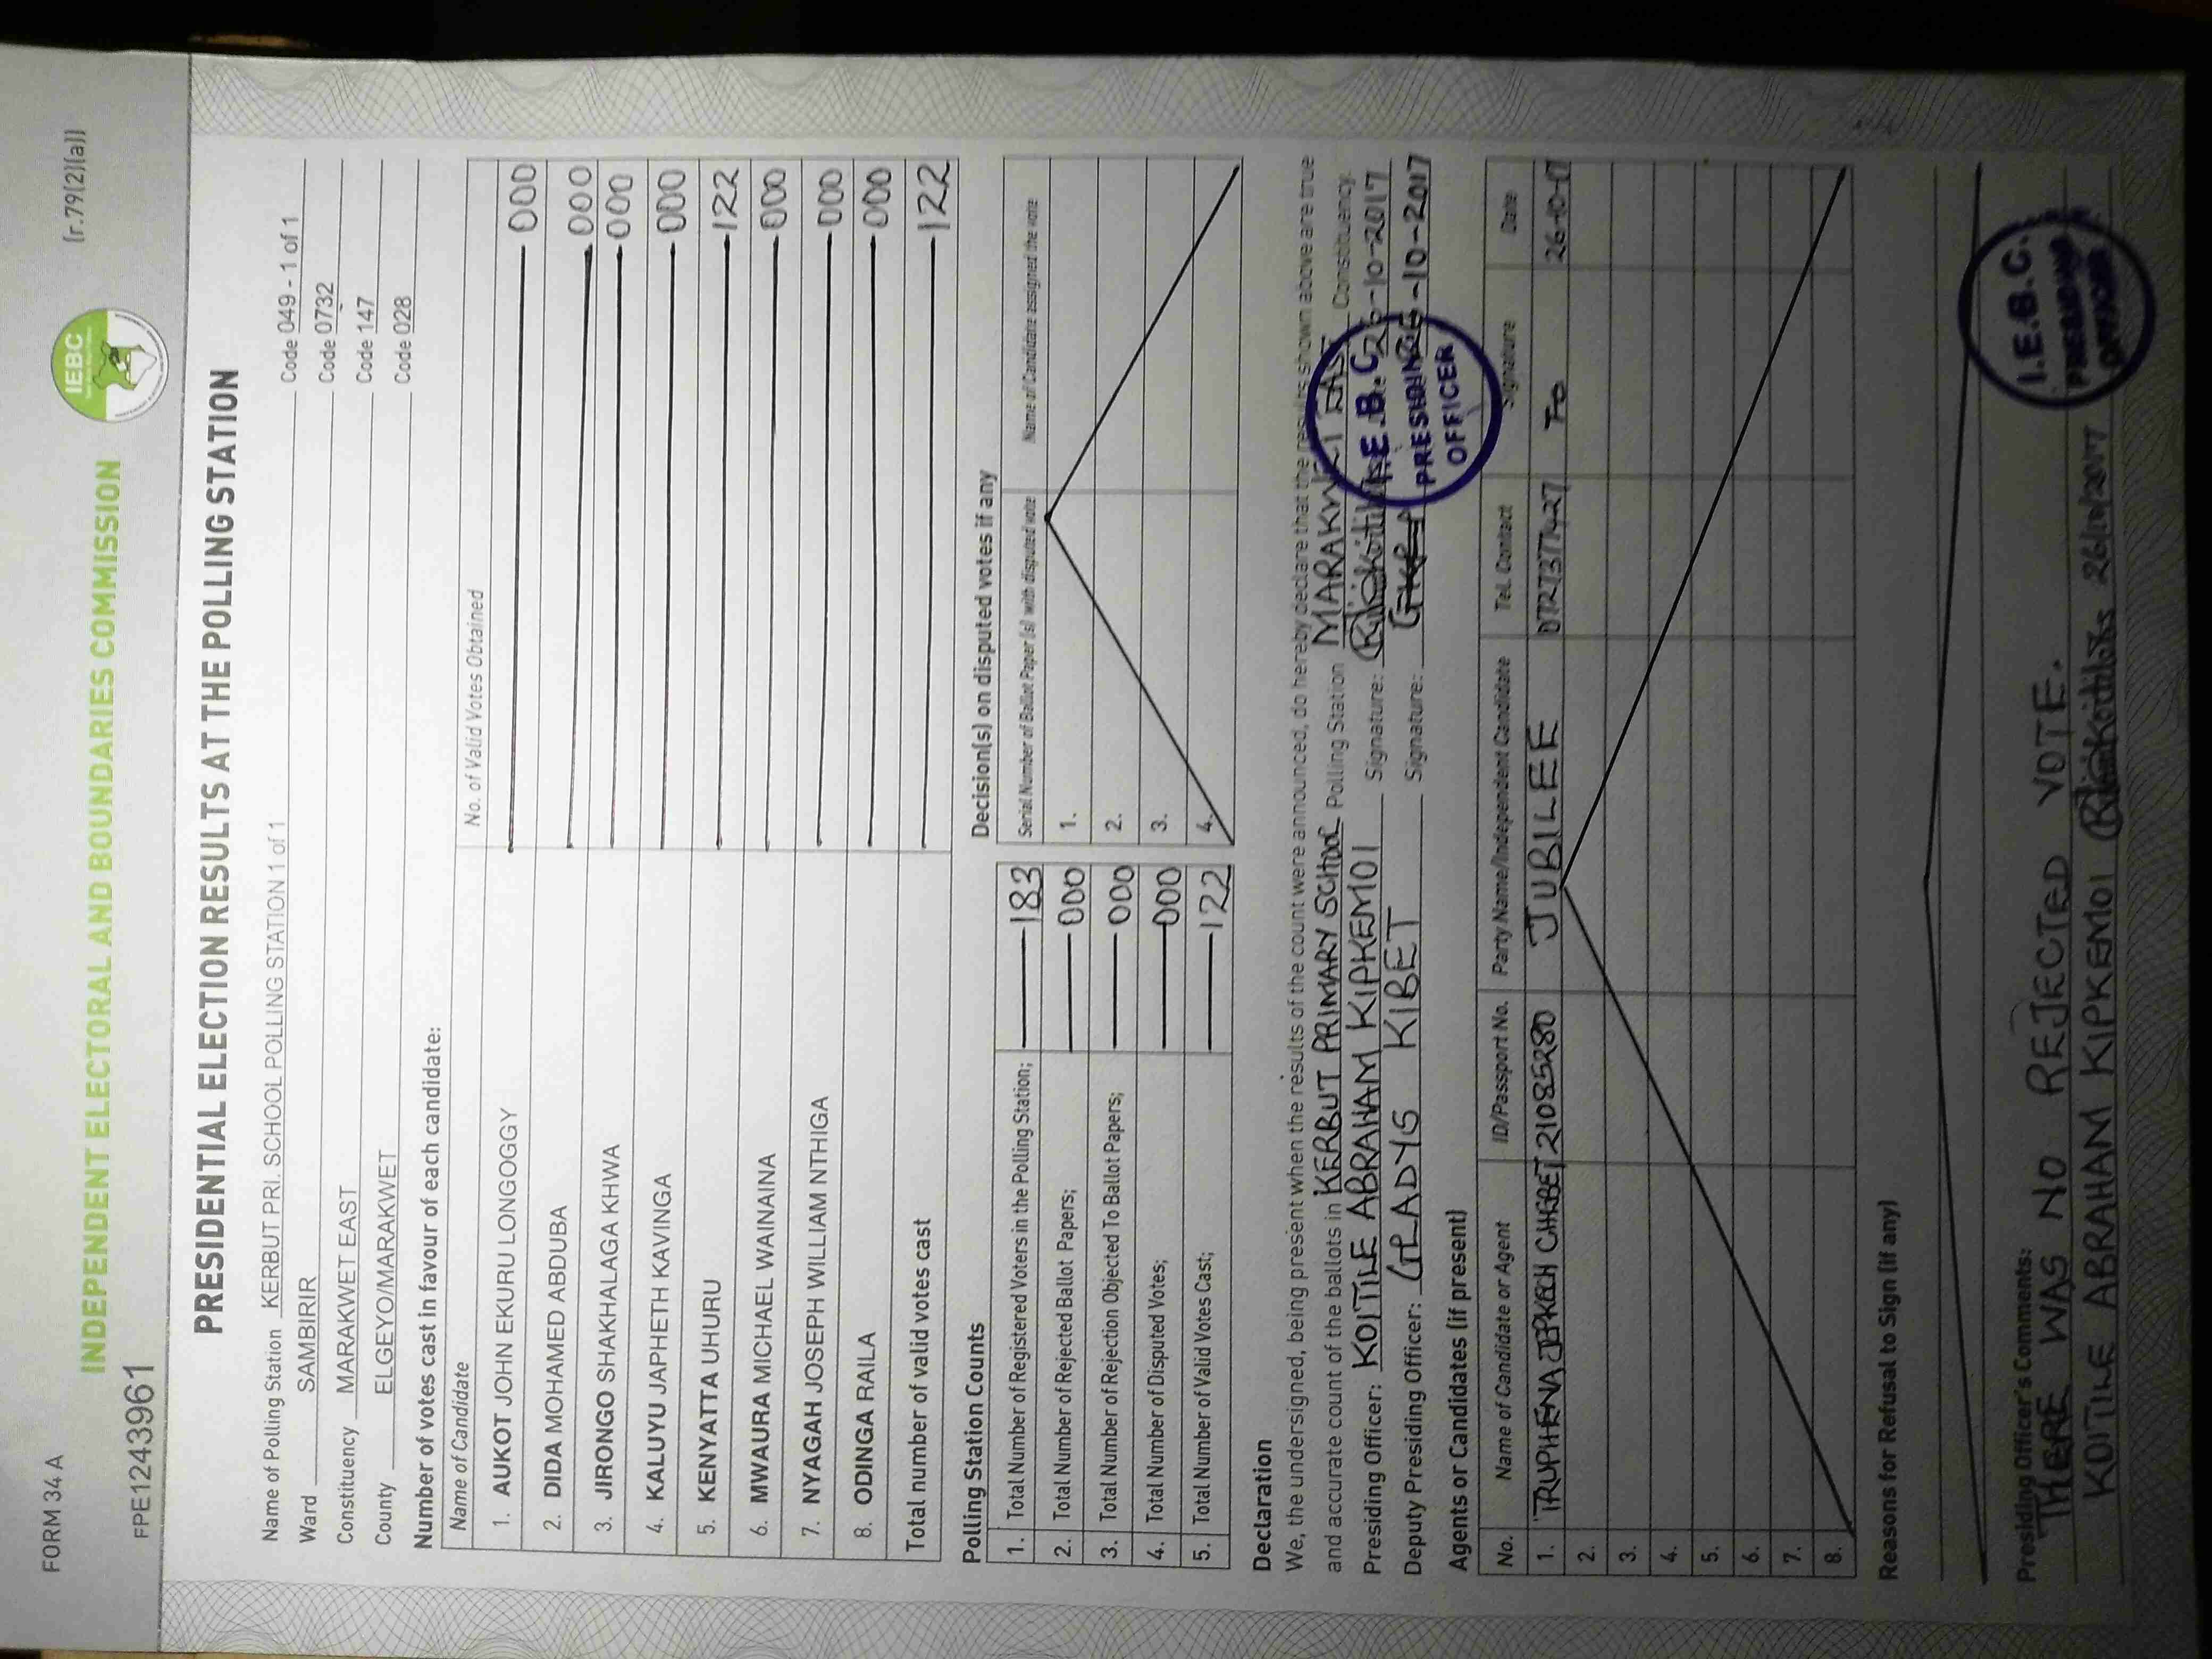 FORM 34 A
IEBC
(r.79(2)(a))
INDEPENDENT ELECTORAL AND BOUNDARIES COMMISSION
FPE1243961
PRESIDENTIAL ELECTION RESULTS AT THE POLLING STATION
Name of Polling Station KERBUT PRI. SCHOOL POLLING STATION 1 of 1 Code 049 - 1 of 1
Ward SAMBIRIR Code 0732
Constituency MARAKWET EAST Code 147
County ELGEYO/MARAKWET Code 028
Number of votes cast in favour of each candidate:
Name of Candidate No. of Valid Votes Obtained
1. AUKOT JOHN EKURU LONGOGGY 000
2. DIDA MOHAMED ABDUBA 000
3. JIRONGO SHAKHALAGA KHWA 000
4. KALUYU JAPHETH KAVINGA 000
5. KENYATTA UHURU 122
6. MWAURA MICHAEL WAINAINA 000
7. NYAGAH JOSEPH WILLIAM NTHIGA 000
8. ODINGA RAILA 000
Total number of valid votes cast 122
Polling Station Counts
1. Total Number of Registered Voters in the Polling Station; 183
2. Total Number of Rejected Ballot Papers; 000
3. Total Number of Rejection Objected To Ballot Papers; 000
4. Total Number of Disputed Votes; 000
5. Total Number of Valid Votes Cast; 122
Decision(s) on disputed votes if any
Serial Number of Ballot Paper (s) with disputed vote Name of Candidate assigned the vote
1.
2.
3.
4.
Declaration
We, the undersigned, being present when the results of the count were announced, do hereby declare that the results shown above are true
and accurate count of the ballots in KERBUT PRIMARY SCHOOL Polling Station MARAKWET EAST Constituency.
Presiding Officer: KOITILE ABRAHAM KIPKEMOI Signature: 26-10-2017
Deputy Presiding Officer: GLADYS KIBET Signature: 26-10-2017
I.E.B.C.
PRESIDING
OFFICER
Agents or Candidates (if present)
No. Name of Candidate or Agent ID/Passport No. Party Name/Independent Candidate Tel. Contact Signature Date
1. TRUPHENA JEPKECH 21085280 JUBILEE 26-10-17
2.
3.
4.
5.
6.
7.
8.
Reasons for Refusal to Sign (if any)
Presiding Officer's Comments:
THERE WAS NO REJECTED VOTE.
KOITILE ABRAHAM KIPKEMOI 26/10/2017
I.E.B.C.
PRESIDING
OFFICER